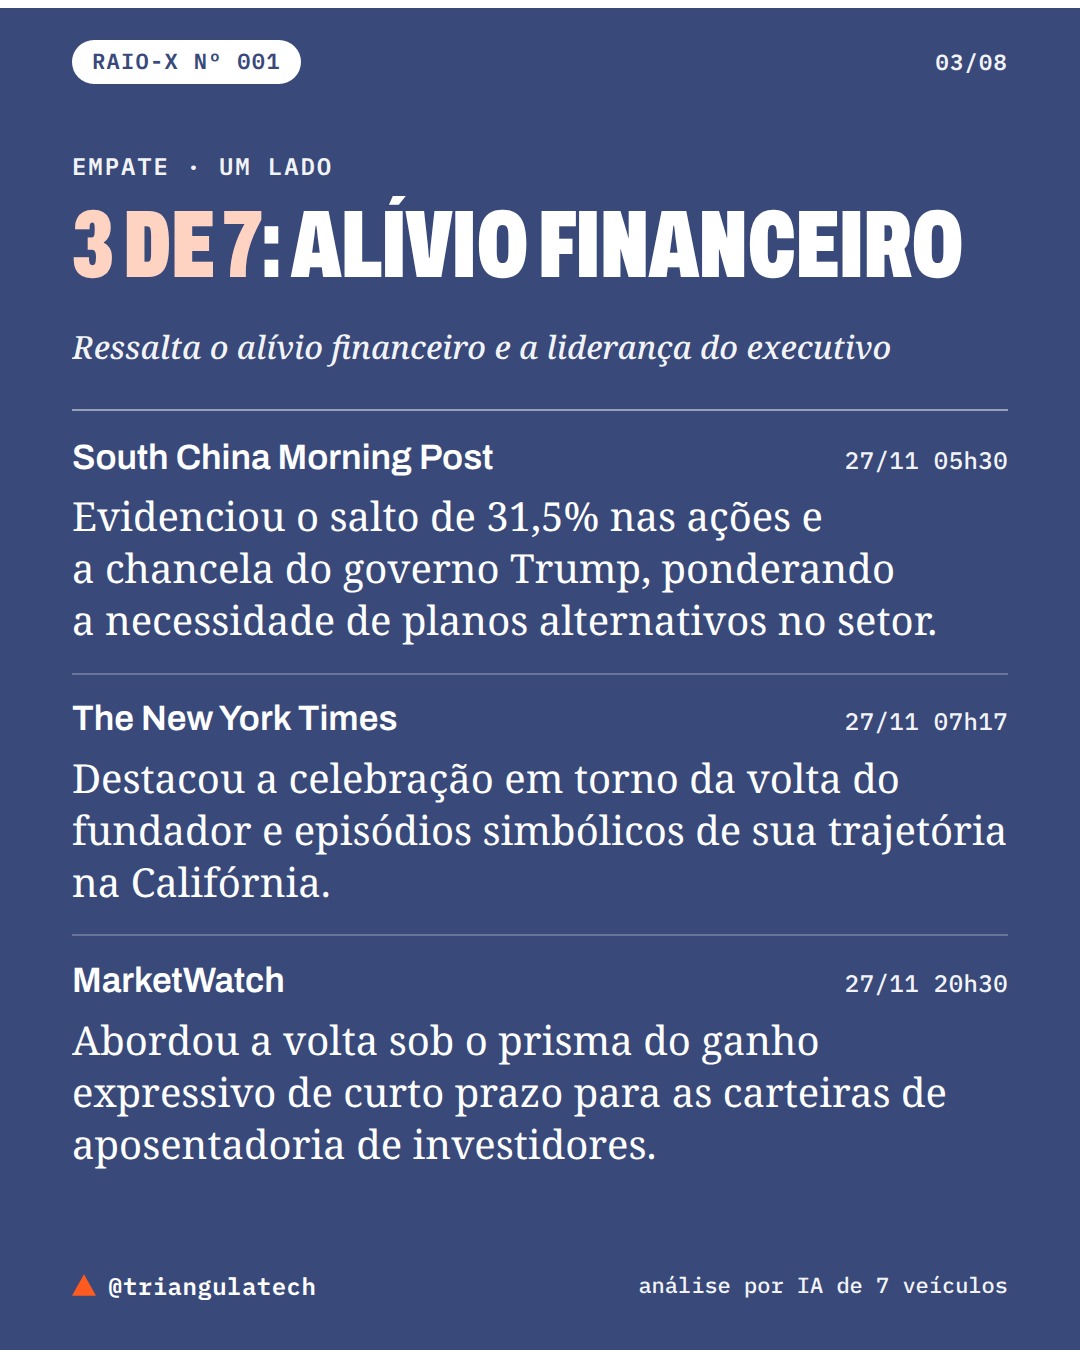 RAIO-X Nº 001
03/08
EMPATE · UM LADO
3 DE 7: ALÍVIO FINANCEIRO
Ressalta o alívio financeiro e a liderança do executivo
South China Morning Post
27/11 05h30
Evidenciou o salto de 31,5% nas ações e
a chancela do governo Trump, ponderando
a necessidade de planos alternativos no setor.
The New York Times
27/11 07h17
Destacou a celebração em torno da volta do
fundador e episódios simbólicos de sua trajetória
na Califórnia.
MarketWatch
27/11 20h30
Abordou a volta sob o prisma do ganho
expressivo de curto prazo para as carteiras de
aposentadoria de investidores.
@triangulatech
análise por IA de 7 veículos